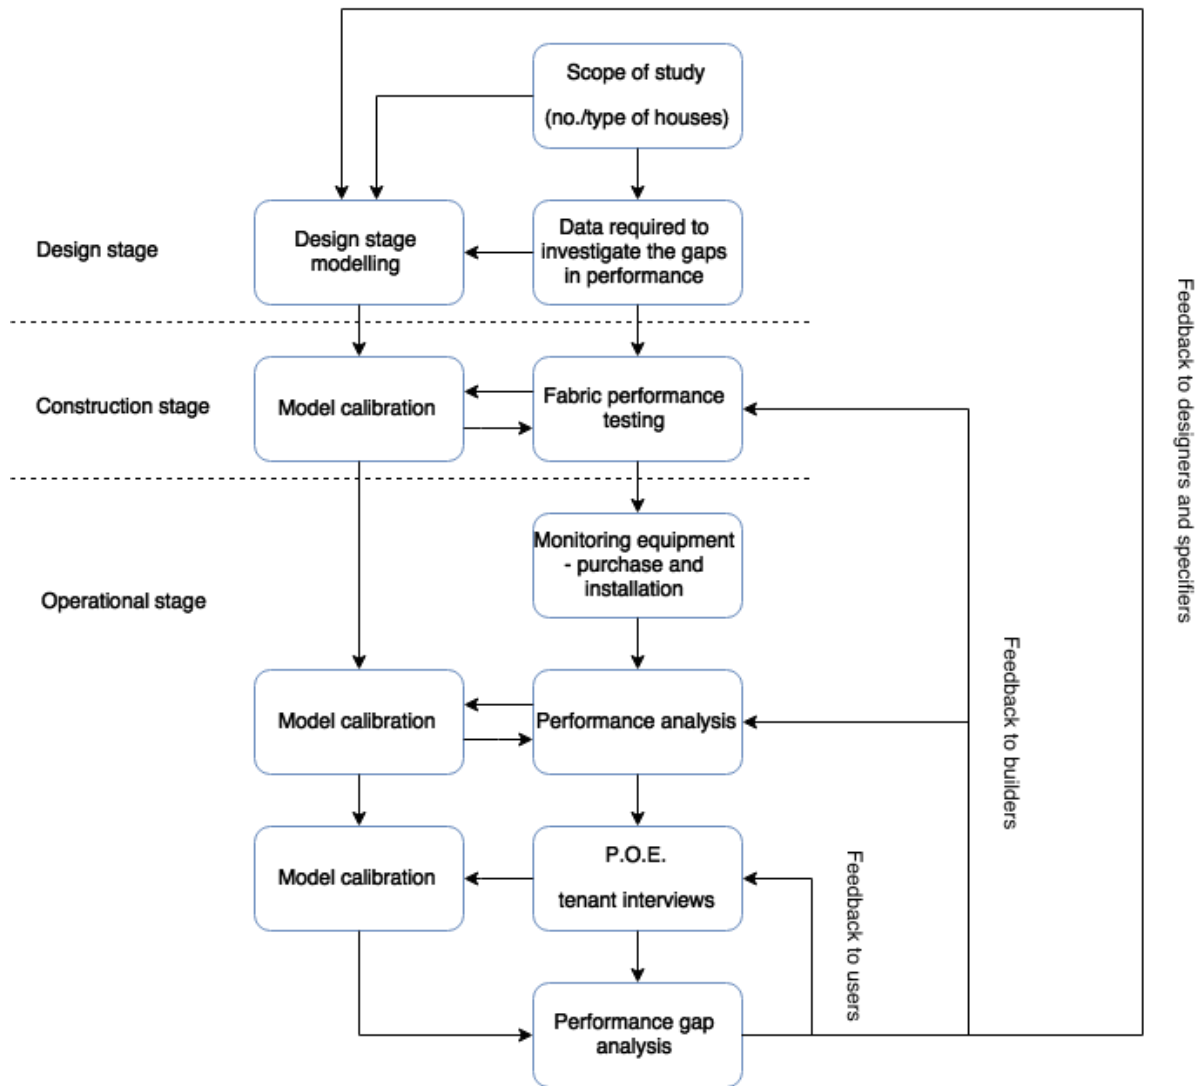 Scope of study
(no./type of houses)
Design stage
Design stage
modelling
Data required to
investigate the gaps
in performance
Construction stage
Model calibration
Fabric performance
testing
Operational stage
Monitoring equipment
- purchase and
installation
Model calibration
Performance analysis
Model calibration
P.O.E.
tenant interviews
Performance gap
analysis
Feedback to users
Feedback to builders
Feedback to designers and specifiers